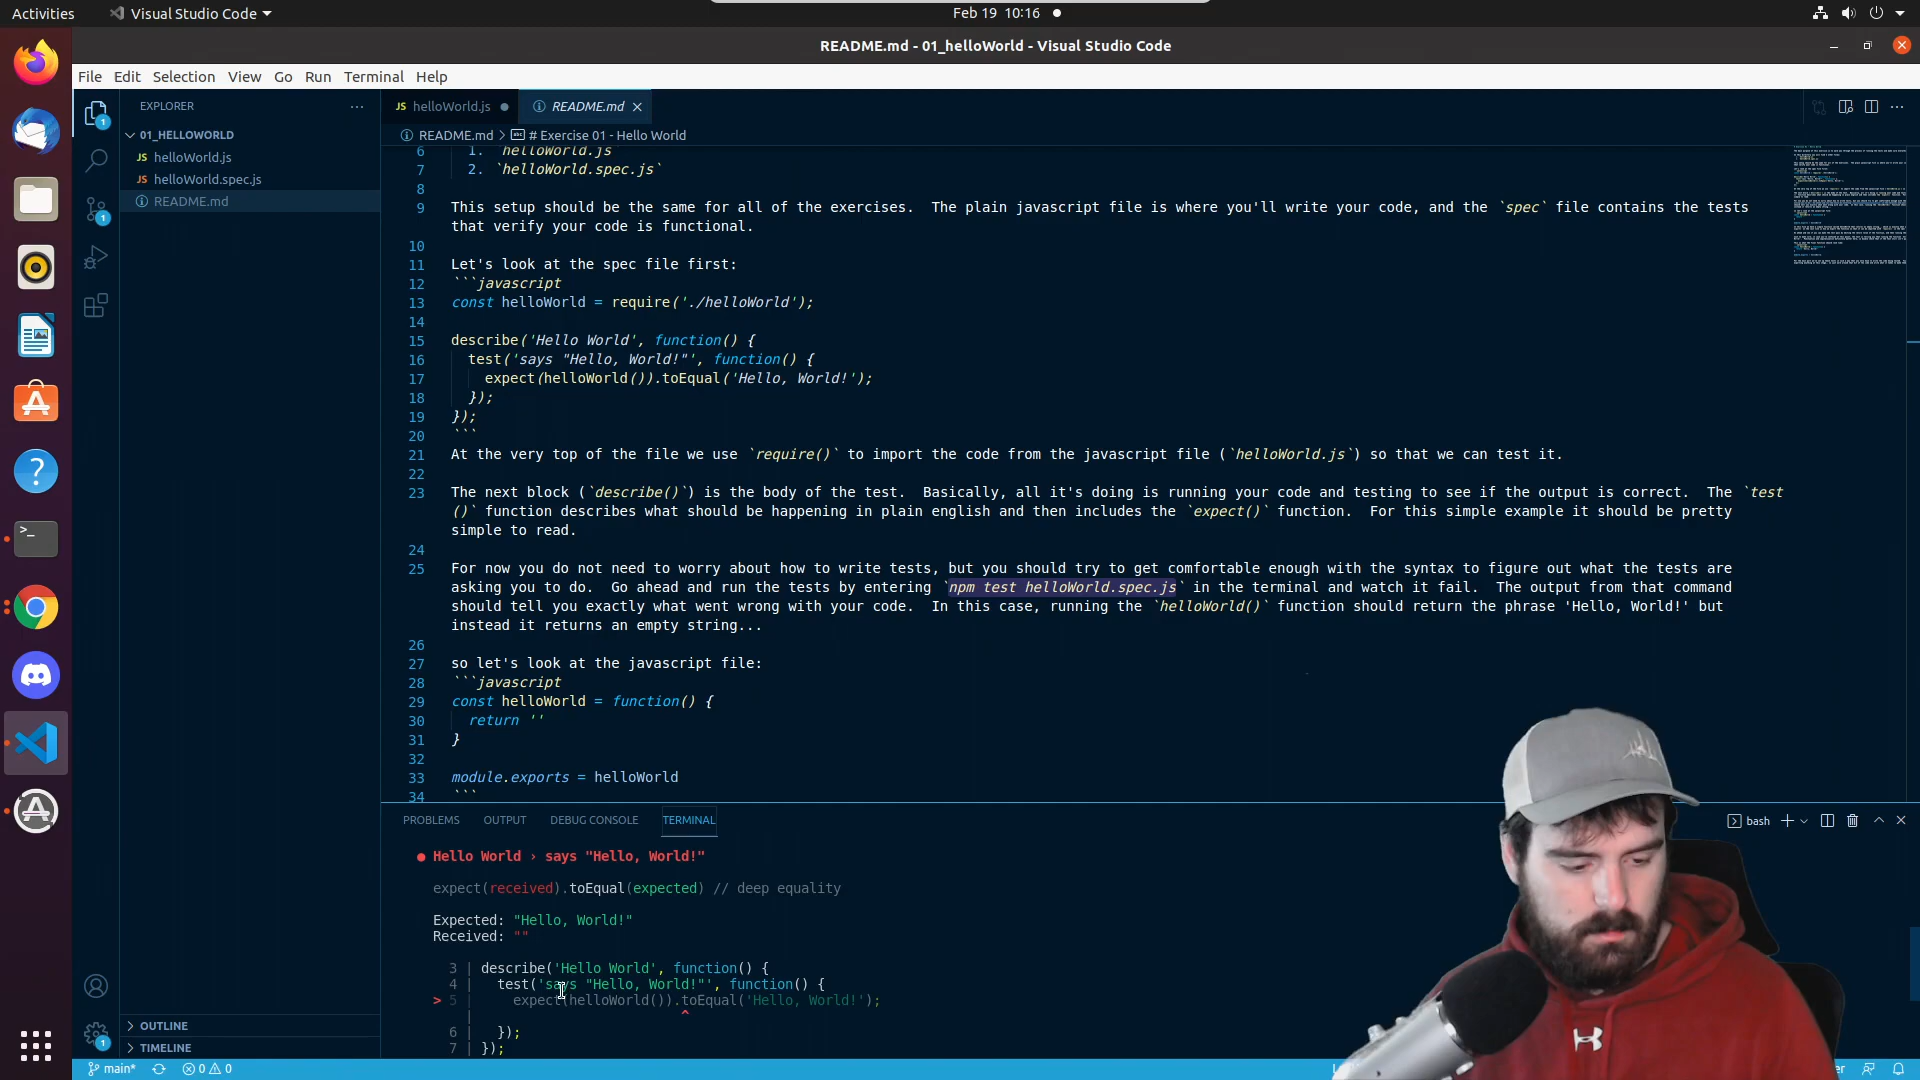 Activities
Visual Studio Code
Feb 19 10:16
README.md - 01_helloWorld - Visual Studio Code
File Edit Selection View Go Run Terminal Help
EXPLORER
01_HELLOWORLD
JS helloWorld.js
JS helloWorld.spec.js
README.md
JS helloWorld.js
README.md
README.md > # Exercise 01 - Hello World
6 1. `helloWorld.js`
7 2. `helloWorld.spec.js`
8
9 This setup should be the same for all of the exercises.  The plain javascript file is where you'll write your code, and the `spec` file contains the tests
that verify your code is functional.
10
11 Let's look at the spec file first:
12 ```javascript
13 const helloWorld = require('./helloWorld');
14
15 describe('Hello World', function() {
16 test('says "Hello, World!"', function() {
17 expect(helloWorld()).toEqual('Hello, World!');
18 });
19 });
20 ```
21 At the very top of the file we use `require()` to import the code from the javascript file (`helloWorld.js`) so that we can test it.
22
23 The next block (`describe()`) is the body of the test.  Basically, all it's doing is running your code and testing to see if the output is correct.  The `test
()` function describes what should be happening in plain english and then includes the `expect()` function.  For this simple example it should be pretty
simple to read.
24
25 For now you do not need to worry about how to write tests, but you should try to get comfortable enough with the syntax to figure out what the tests are
asking you to do.  Go ahead and run the tests by entering `npm test helloWorld.spec.js` in the terminal and watch it fail.  The output from that command
should tell you exactly what went wrong with your code.  In this case, running the `helloWorld()` function should return the phrase 'Hello, World!' but
instead it returns an empty string...
26
27 so let's look at the javascript file:
28 ```javascript
29 const helloWorld = function() {
30 return ''
31 }
32
33 module.exports = helloWorld
34 ```
PROBLEMS OUTPUT DEBUG CONSOLE TERMINAL
bash
● Hello World › says "Hello, World!"
expect(received).toEqual(expected) // deep equality
Expected: "Hello, World!"
Received: ""
3 | describe('Hello World', function() {
4 | test('says "Hello, World!"', function() {
> 5 | expect(helloWorld()).toEqual('Hello, World!');
| ^
6 | });
7 | });
OUTLINE
TIMELINE
main* 0 0